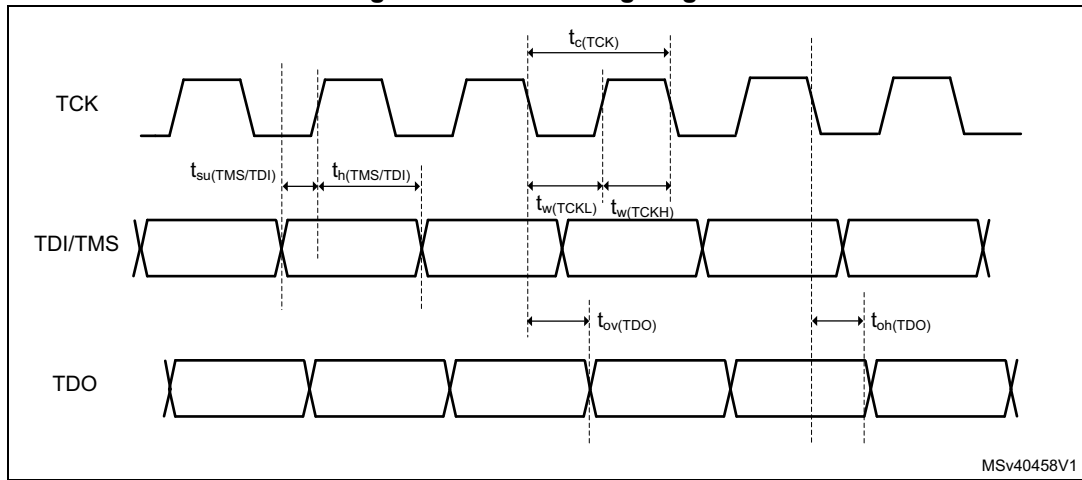 t_c(TCK)
TCK
t_su(TMS/TDI)
t_h(TMS/TDI)
t_w(TCKL)
t_w(TCKH)
TDI/TMS
t_ov(TDO)
t_oh(TDO)
TDO
MSv40458V1